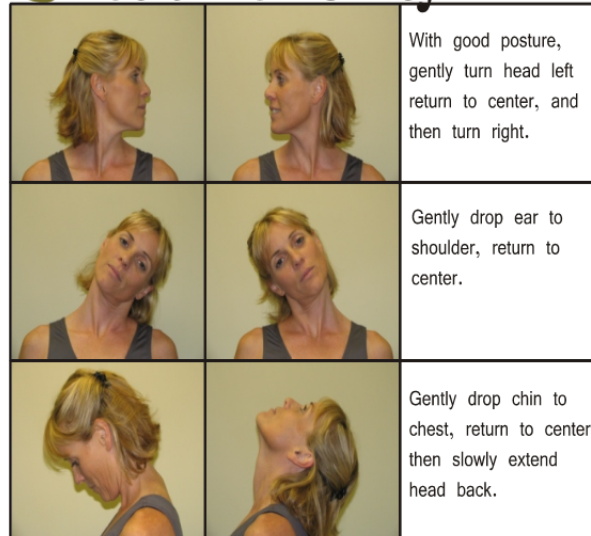 With good posture,
gently turn head left
return to center, and
then turn right.
Gently drop ear to
shoulder, return to
center.
Gently drop chin to
chest, return to center
then slowly extend
head back.